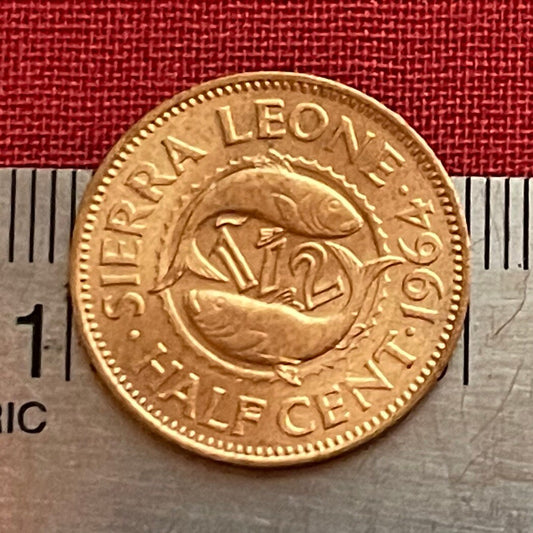 SIERRA LEONE · 1964 ·
1/2
HALF CENT ·
1
RIC